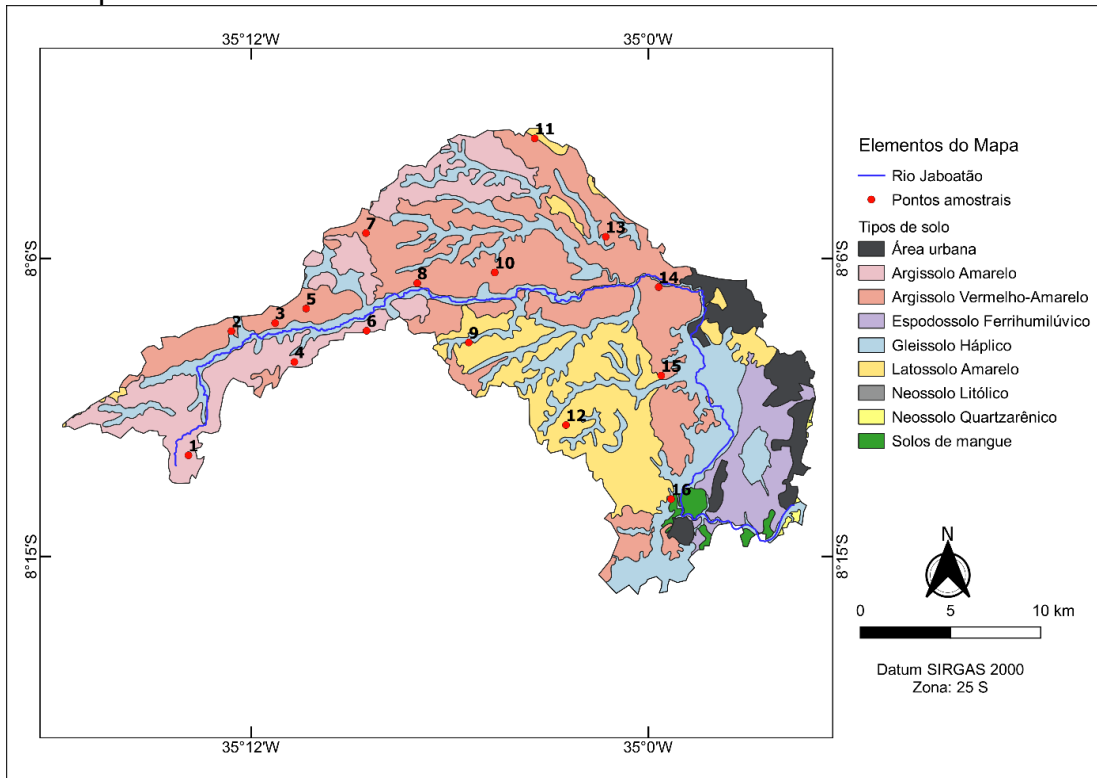 35°12'W 35°0'W
11
Elementos do Mapa
Rio Jaboatão
Pontos amostrais
Tipos de solo
7 13
8°6'S 8°6'S
Área urbana
10
Argissolo Amarelo
8 14
Argissolo Vermelho-Amarelo
5
Espodossolo Ferrihumilúvico
2 3 6
Gleissolo Háplico
9
4
Latossolo Amarelo
15
Neossolo Litólico
Neossolo Quartzarênico
12
Solos de mangue
1
16
N
8°15'S 8°15'S
0 5 10 km
Datum SIRGAS 2000
Zona: 25 S
35°12'W 35°0'W